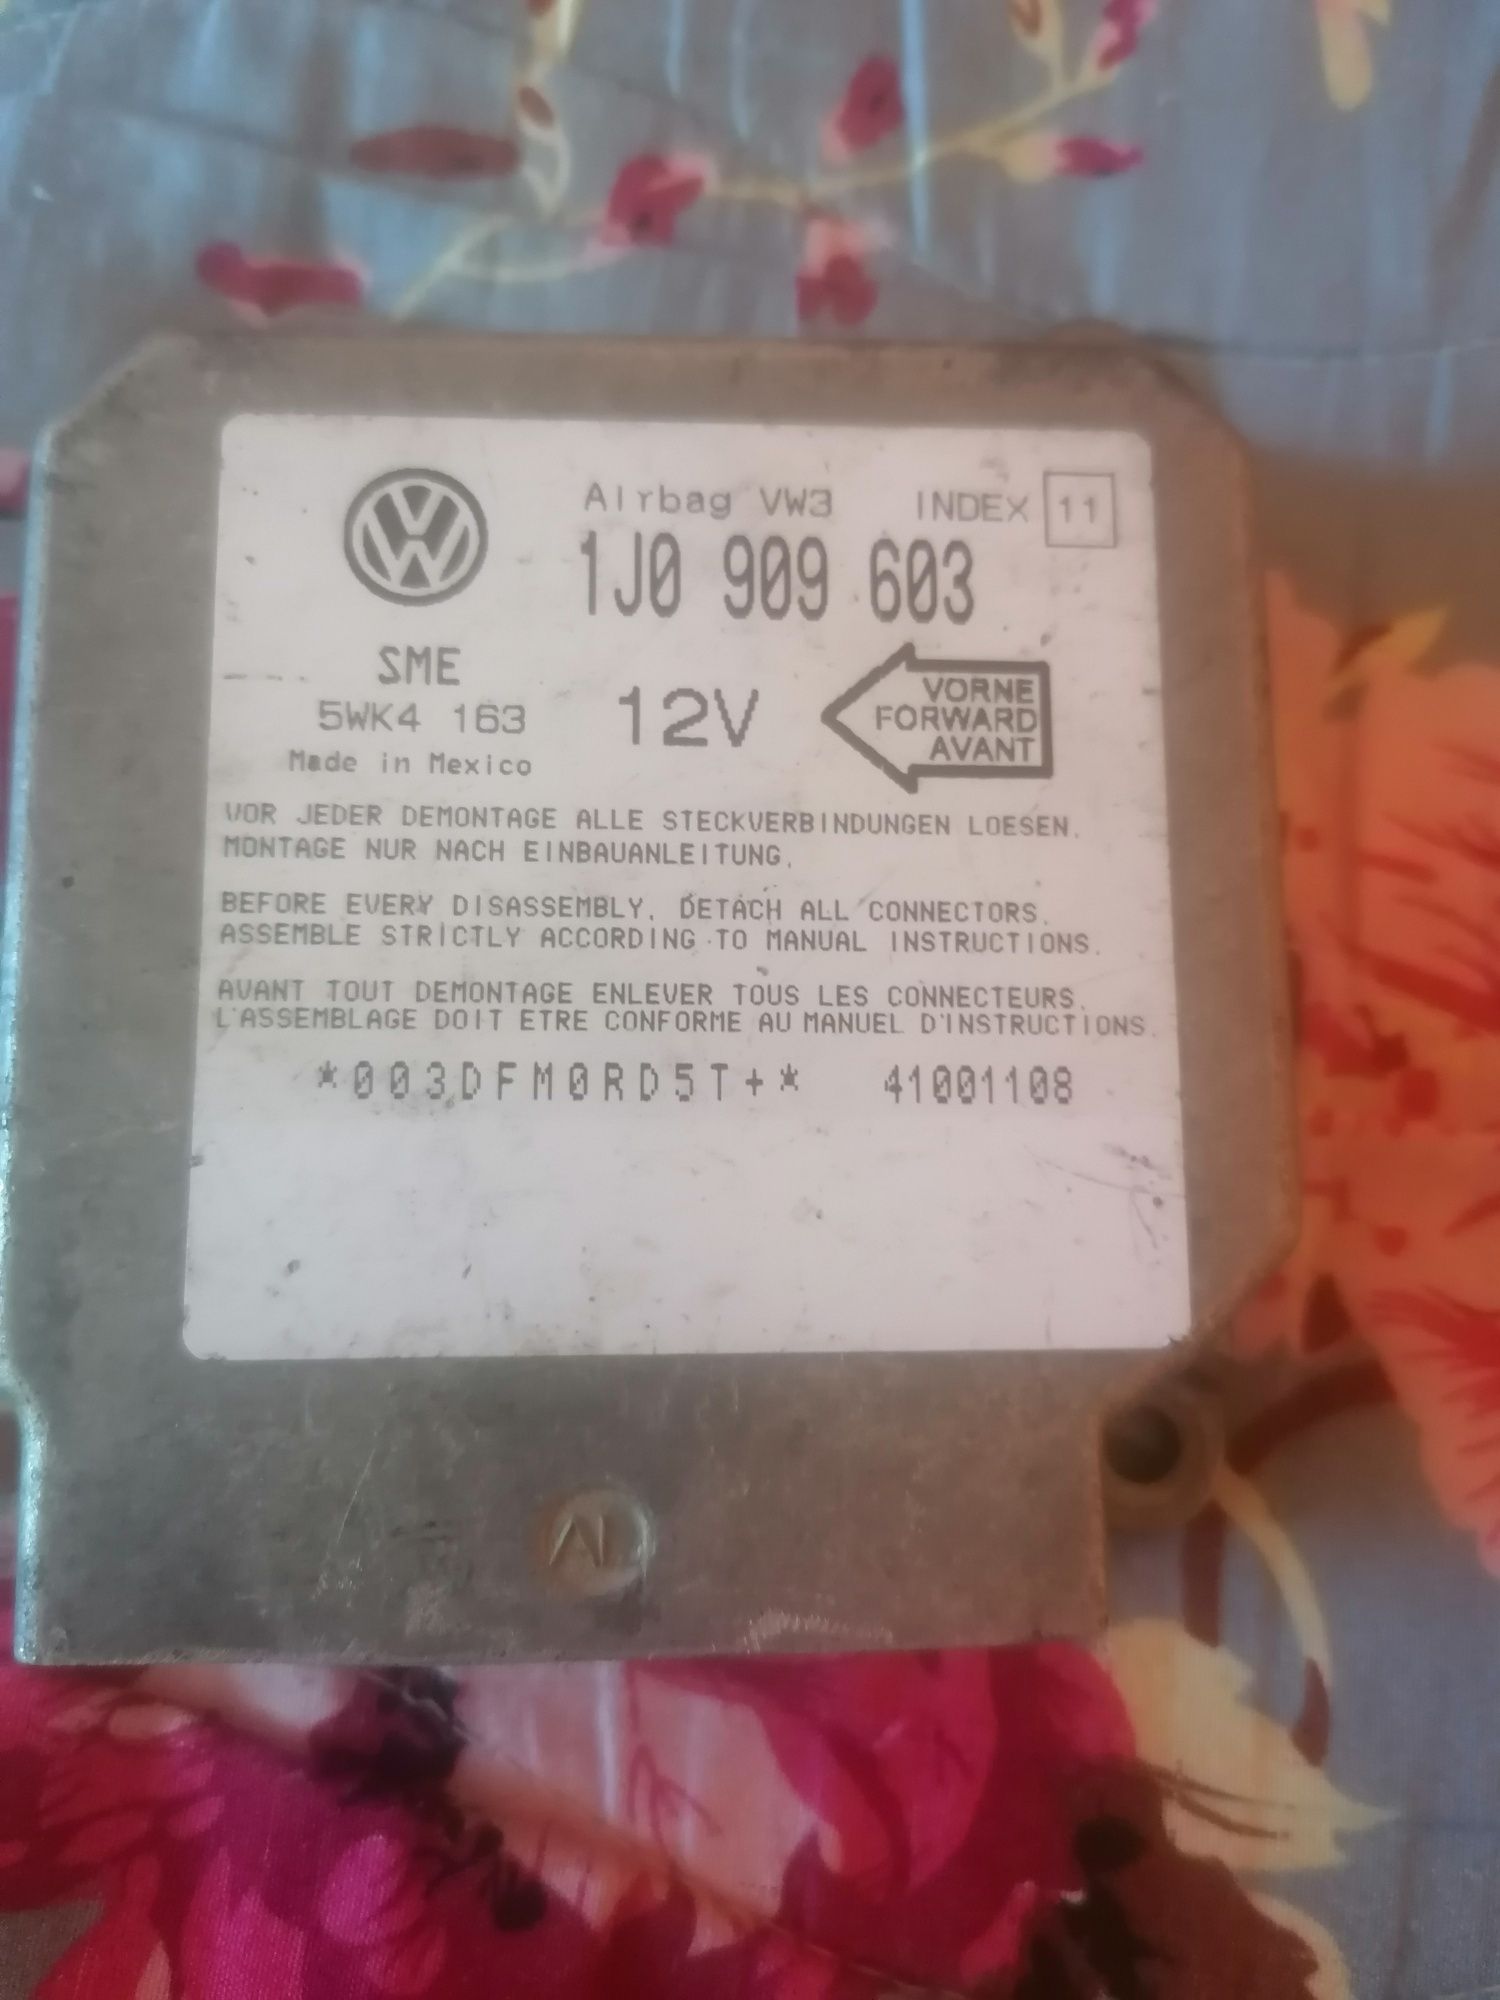 Airbag VW3 INDEX 11
1J0 909 603
SME
5WK4 163
Made in Mexico
12V
VORNE
FORWARD
AVANT
VOR JEDER DEMONTAGE ALLE STECKVERBINDUNGEN LOESEN.
MONTAGE NUR NACH EINBAUANLEITUNG.
BEFORE EVERY DISASSEMBLY, DETACH ALL CONNECTORS.
ASSEMBLE STRICTLY ACCORDING TO MANUAL INSTRUCTIONS.
AVANT TOUT DEMONTAGE ENLEVER TOUS LES CONNECTEURS.
L'ASSEMBLAGE DOIT ETRE CONFORME AU MANUEL D'INSTRUCTIONS.
*003DFM0RD5T+* 41001108